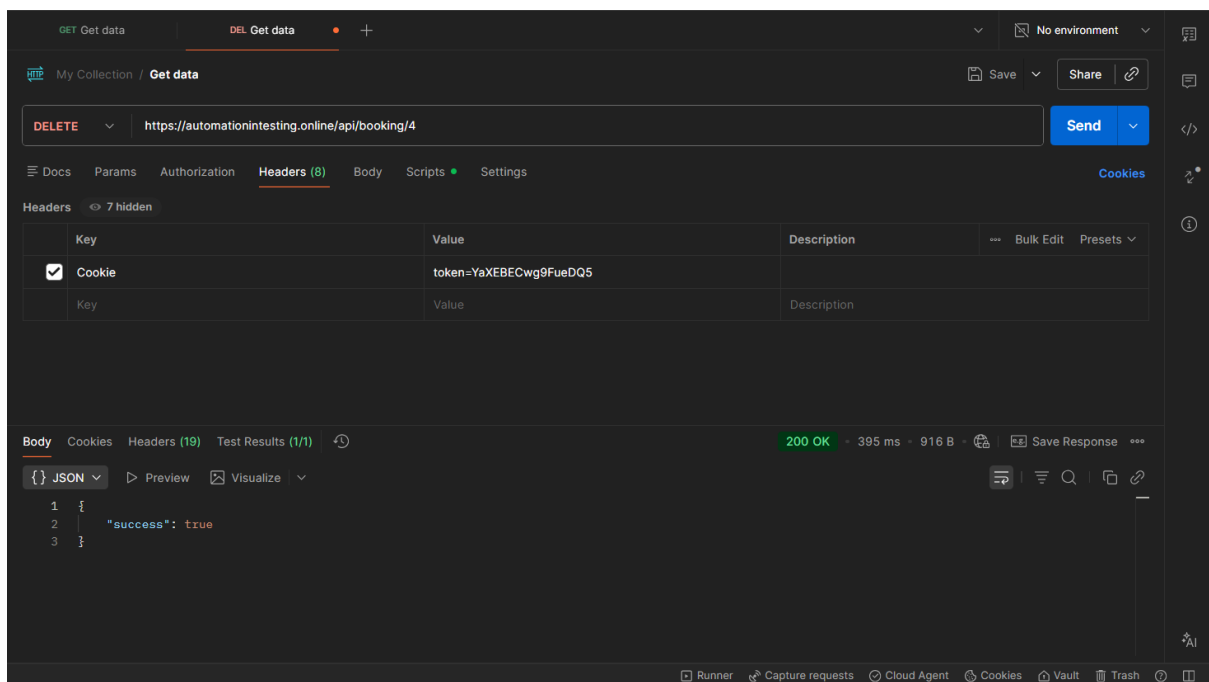 GET Get data DEL Get data No environment
HTTP My Collection / Get data Save Share
DELETE https://automationintesting.online/api/booking/4 Send
Docs Params Authorization Headers (8) Body Scripts Settings Cookies
Headers 7 hidden
Key Value Description Bulk Edit Presets
Cookie token=YaXEBECwg9FueDQ5
Key Value Description
Body Cookies Headers (19) Test Results (1/1) 200 OK 395 ms 916 B e.g. Save Response
{} JSON Preview Visualize
1 {
2 "success": true
3 }
AI
Runner Capture requests Cloud Agent Cookies Vault Trash